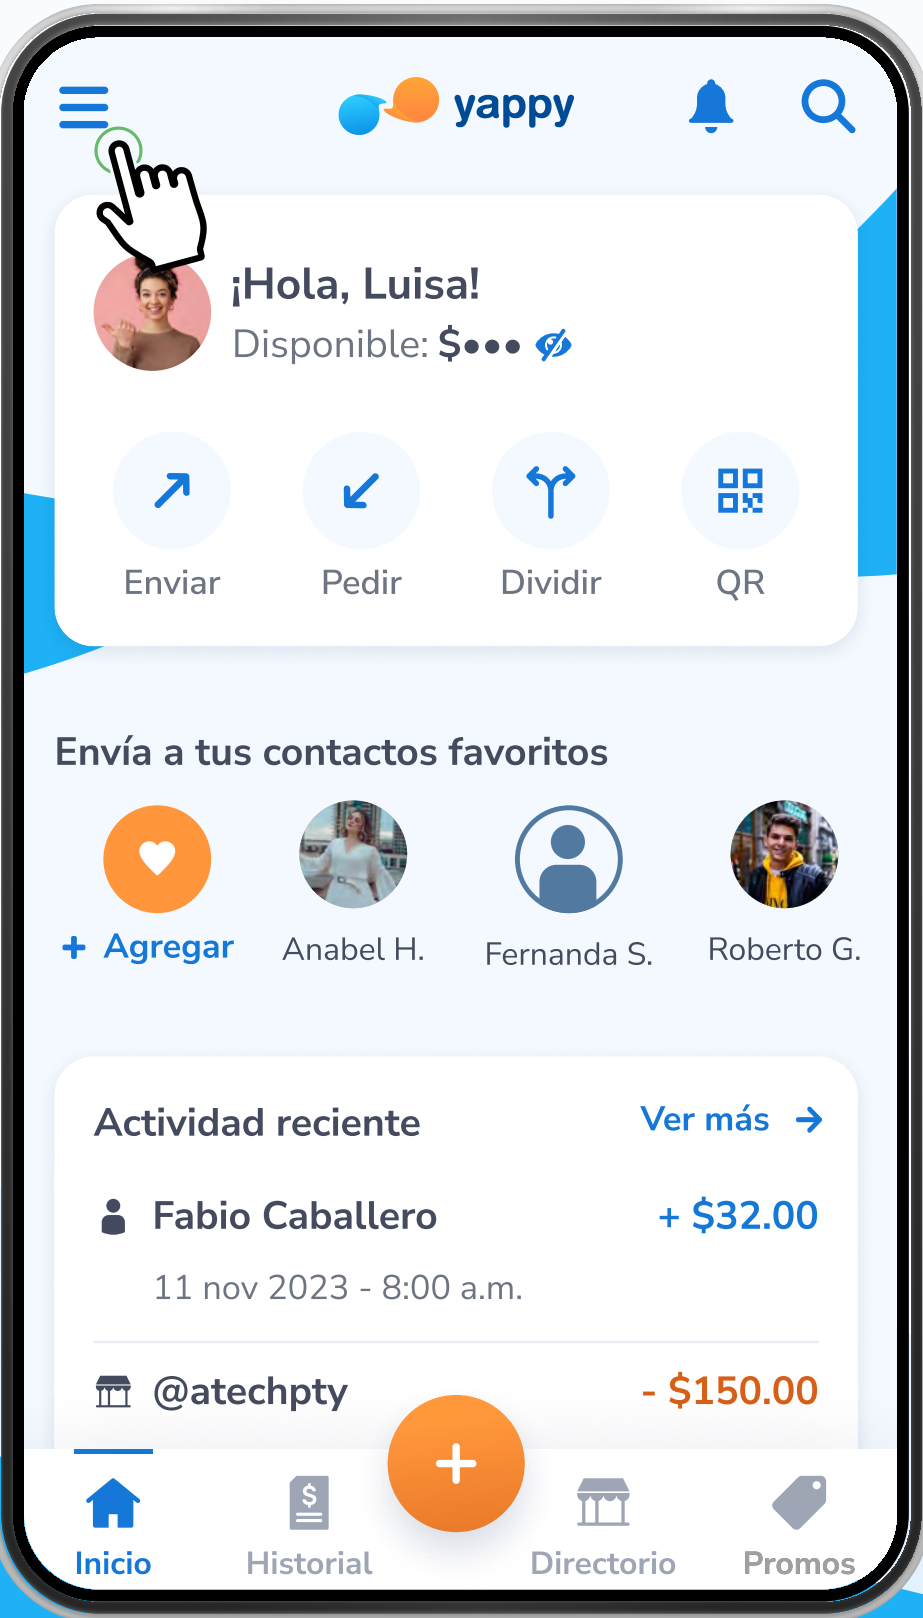 yappy
¡Hola, Luisa!
Disponible: $•••
Enviar
Pedir
Dividir
QR
Envía a tus contactos favoritos
+ Agregar
Anabel H.
Fernanda S.
Roberto G.
Actividad reciente
Ver más →
Fabio Caballero
+ $32.00
11 nov 2023 - 8:00 a.m.
@atechpty
- $150.00
Inicio
Historial
Directorio
Promos